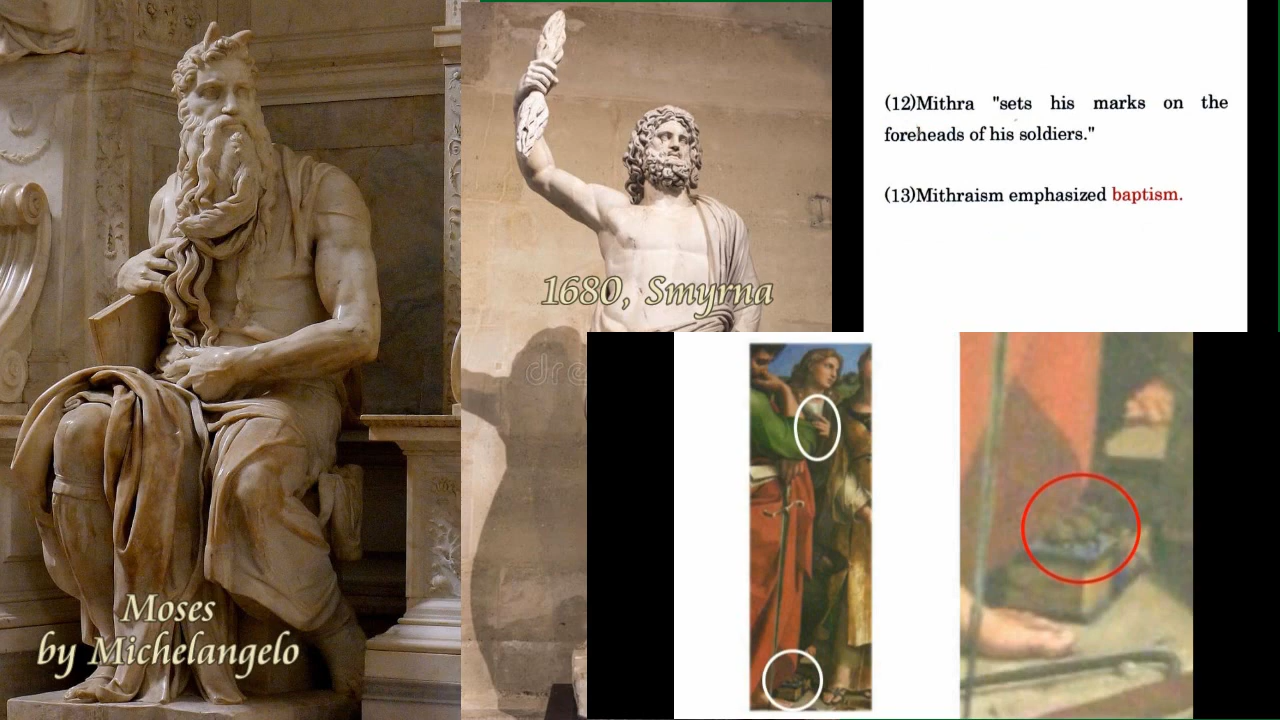 Moses
by Michelangelo
1680, Smyrna
(12)Mithra "sets his marks on the
foreheads of his soldiers."
(13)Mithraism emphasized baptism.